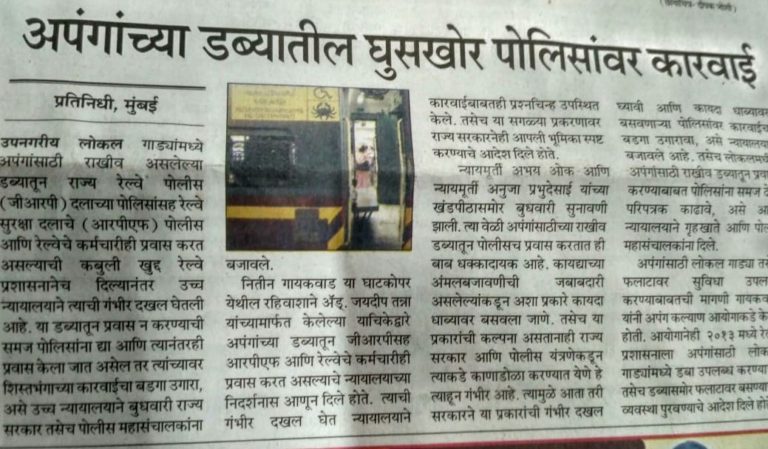 अपंगांच्या डब्यातील घुसखोर पोलिसांवर कारवाई
प्रतिनिधी, मुंबई
उपनगरीय लोकल गाड्यांमध्ये
अपंगांसाठी राखीव असलेल्या
डब्यातून राज्य रेल्वे पोलीस
(जीआरपी) दलाच्या पोलिसांसह रेल्वे
सुरक्षा दलाचे (आरपीएफ) पोलीस
आणि रेल्वेचे कर्मचारीही प्रवास करत
असल्याची कबुली खुद्द रेल्वे
प्रशासनानेच दिल्यानंतर उच्च
न्यायालयाने त्याची गंभीर दखल घेतली
आहे. या डब्यातून प्रवास न करण्याची
समज पोलिसांना द्या आणि त्यानंतरही
प्रवास केला जात असेल तर त्यांच्यावर
शिस्तभंगाच्या कारवाईचा बडगा उगारा,
असे उच्च न्यायालयाने बुधवारी राज्य
सरकार तसेच पोलीस महासंचालकांना
बजावले.
नितीन गायकवाड या घाटकोपर
येथील रहिवाशाने अ‍ॅड. जयदीप तन्ना
यांच्यामार्फत केलेल्या याचिकेद्वारे
अपंगांच्या डब्यातून जीआरपीसह
आरपीएफ आणि रेल्वेचे कर्मचारीही
प्रवास करत असल्याचे न्यायालयाच्या
निदर्शनास आणून दिले होते. त्याची
गंभीर दखल घेत न्यायालयाने
कारवाईबाबतही प्रश्नचिन्ह उपस्थित
केले. तसेच या सगळ्या प्रकरणावर
राज्य सरकारनेही आपली भूमिका स्पष्ट
करण्याचे आदेश दिले होते.
न्यायमूर्ती अभय ओक आणि
न्यायमूर्ती अनुजा प्रभुदेसाई यांच्या
खंडपीठासमोर बुधवारी सुनावणी
झाली. त्या वेळी अपंगांसाठीच्या राखीव
डब्यातून पोलिसच प्रवास करतात ही
बाब धक्कादायक आहे. कायद्याच्या
अंमलबजावणीची जबाबदारी
असलेल्यांकडून अशा प्रकारे कायदा
धाब्यावर बसवला जाणे. तसेच या
प्रकारांची कल्पना असतानाही राज्य
सरकार आणि पोलीस यंत्रणेकडून
त्याकडे कानाडोळा करण्यात येणे हे
त्याहून गंभीर आहे. त्यामुळे आता तरी
सरकारने या प्रकारांची गंभीर दखल
घ्यावी आणि कायदा धाब्यावर
बसवणाऱ्या पोलिसांवर कारवाईचा
बडगा उगारावा, असे न्यायालयाने
बजावले आहे. तसेच लोकलमधील
अपंगांसाठी राखीव डब्यातून प्रवास
करण्याबाबत पोलिसांना समज
परिपत्रक काढावे, असे
न्यायालयाने गृहखाते आणि
महासंचालकांना दिले.
अपंगांसाठी लोकल गाड्या
फलाटावर सुविधा
करण्याबाबतची मागणी
यांनी अपंग कल्याण आयोगाकडे
होती. आयोगानेही २०१३ मध्ये
प्रशासनाला अपंगांसाठी
गाड्यांमध्ये डबा उपलब्ध
तसेच डब्यासमोर फलाटावर
व्यवस्था पुरवण्याचे आदेश दिले